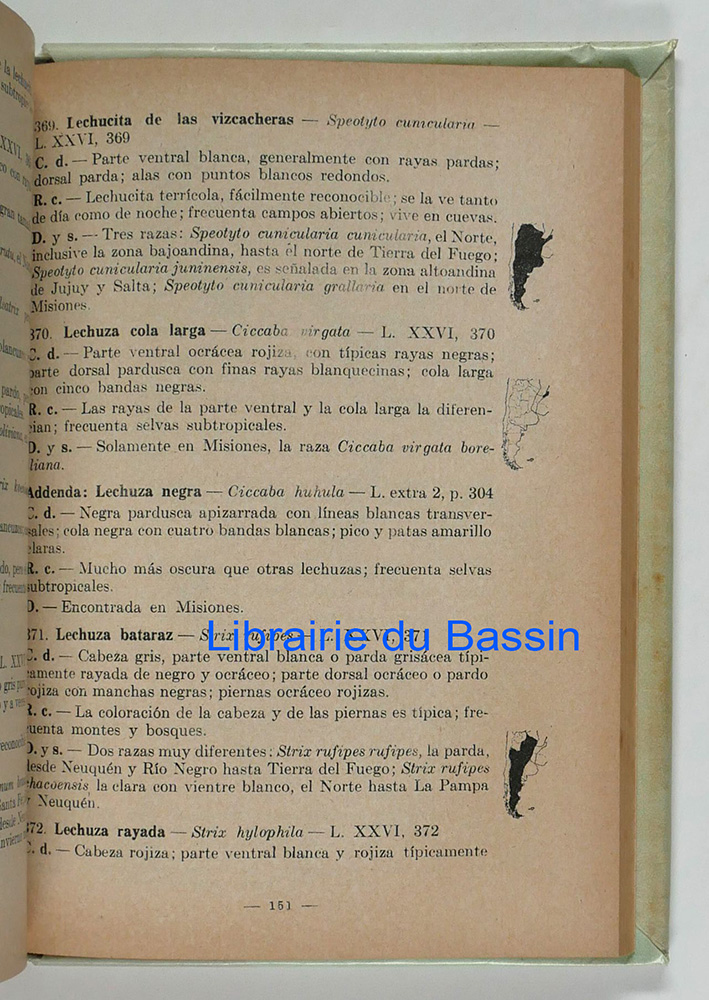 369. Lechucita de las vizcacheras — Speotyto cunicularia —
L. XXVI, 369
C. d. — Parte ventral blanca, generalmente con rayas pardas;
dorsal parda; alas con puntos blancos redondos.
R. c. — Lechucita terrícola, fácilmente reconocible; se la ve tanto
de día como de noche; frecuenta campos abiertos; vive en cuevas.
D. y s. — Tres razas: Speotyto cunicularia cunicularia, el Norte,
inclusive la zona bajoandina, hasta el norte de Tierra del Fuego;
Speotyto cunicularia juninensis, es señalada en la zona altoandina
de Jujuy y Salta; Speotyto cunicularia grallaria en el norte de
Misiones.
370. Lechuza cola larga — Ciccaba virgata — L. XXVI, 370
C. d. — Parte ventral ocrácea rojiza, con típicas rayas negras;
parte dorsal pardusca con finas rayas blanquecinas; cola larga
con cinco bandas negras.
R. c. — Las rayas de la parte ventral y la cola larga la diferen-
cian; frecuenta selvas subtropicales.
D. y s. — Solamente en Misiones, la raza Ciccaba virgata bore-
liana.
Addenda: Lechuza negra — Ciccaba huhula — L. extra 2, p. 304
C. d. — Negra pardusca apizarrada con líneas blancas transver-
sales; cola negra con cuatro bandas blancas; pico y patas amarillo
claras.
R. c. — Mucho más oscura que otras lechuzas; frecuenta selvas
subtropicales.
D. — Encontrada en Misiones.
371. Lechuza bataraz — Strix rufipes — L. XXVI, 371
Librairie du Bassin
C. d. — Cabeza gris, parte ventral blanca o parda grisácea típi-
camente rayada de negro y ocráceo; parte dorsal ocráceo o pardo
rojiza con manchas negras; piernas ocráceo rojizas.
R. c. — La coloración de la cabeza y de las piernas es típica; fre-
cuenta montes y bosques.
D. y s. — Dos razas muy diferentes: Strix rufipes rufipes, la parda,
desde Neuquén y Río Negro hasta Tierra del Fuego; Strix rufipes
chacoensis, la clara con vientre blanco, el Norte hasta La Pampa
y Neuquén.
372. Lechuza rayada — Strix hylophila — L. XXVI, 372
C. d. — Cabeza rojiza; parte ventral blanca y rojiza típicamente
— 151 —